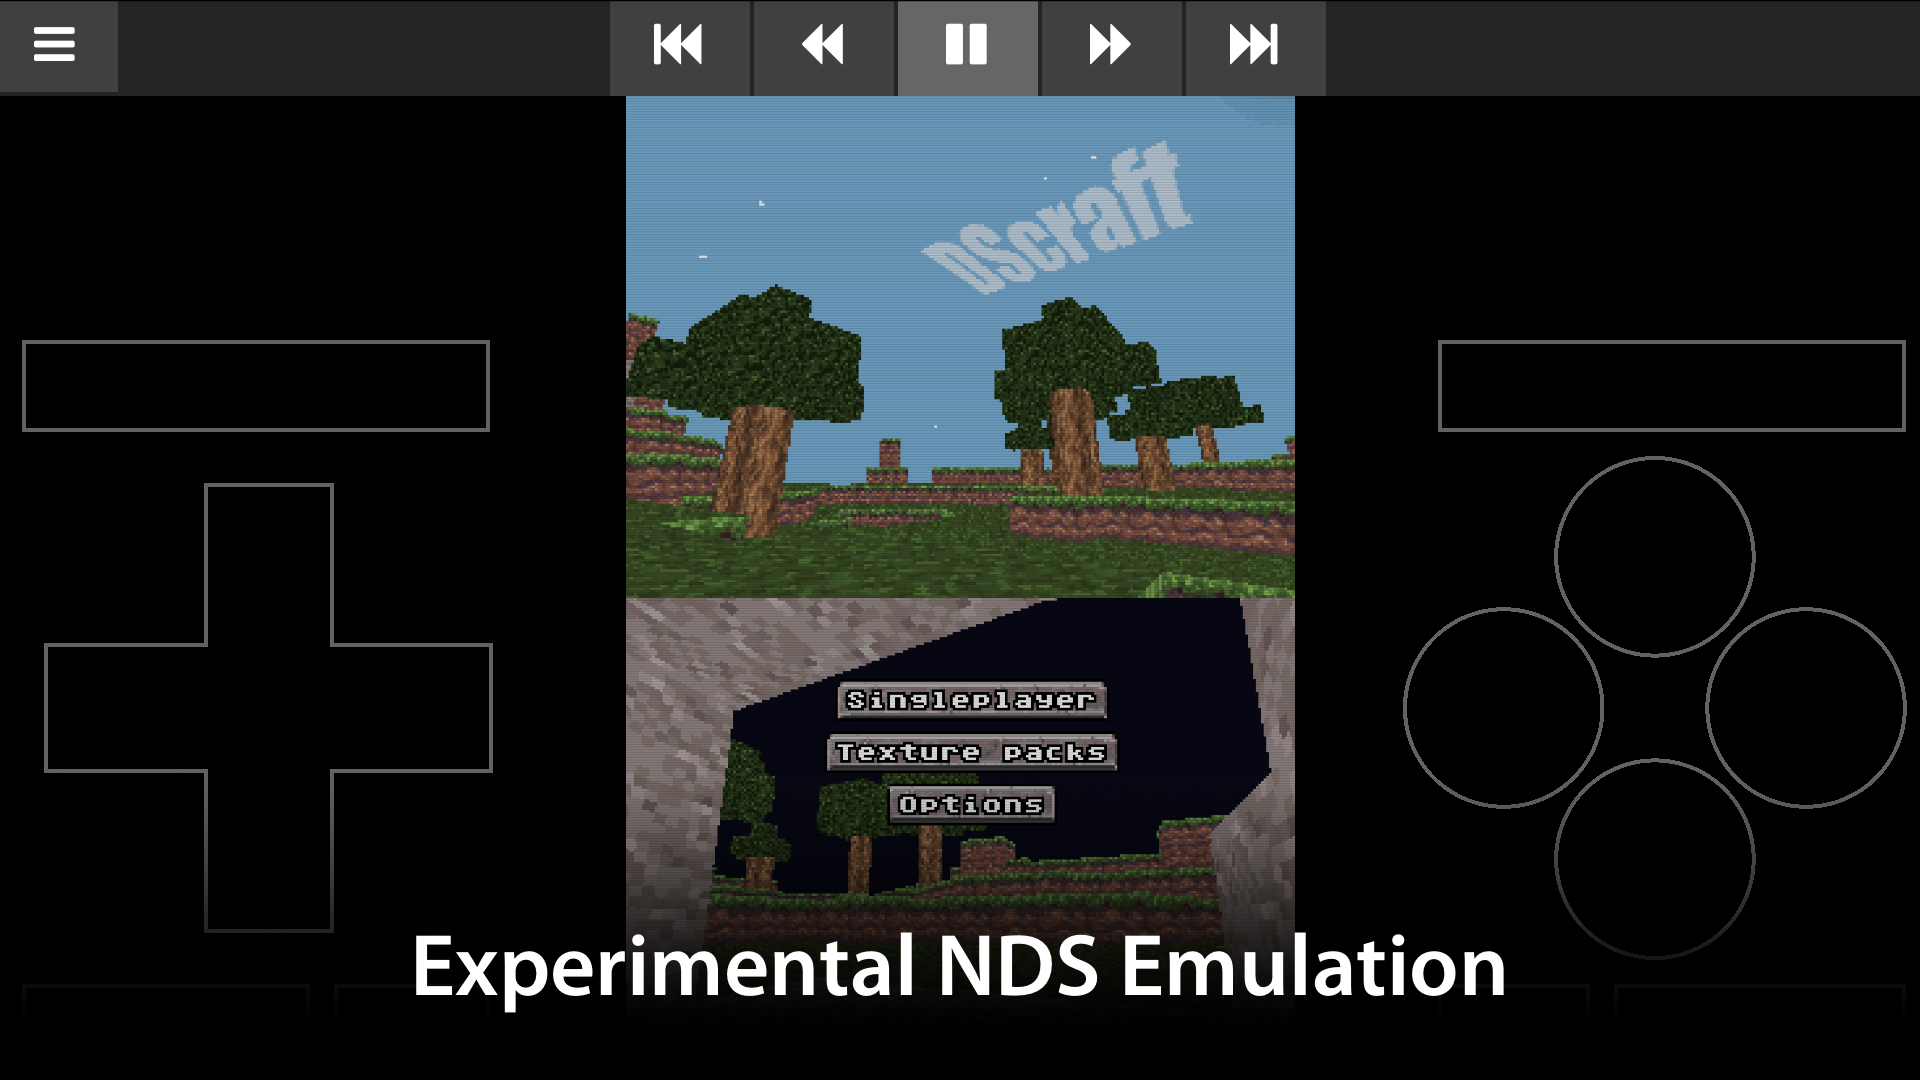 DScraft
Singleplayer
Texture packs
Options
Experimental NDS Emulation